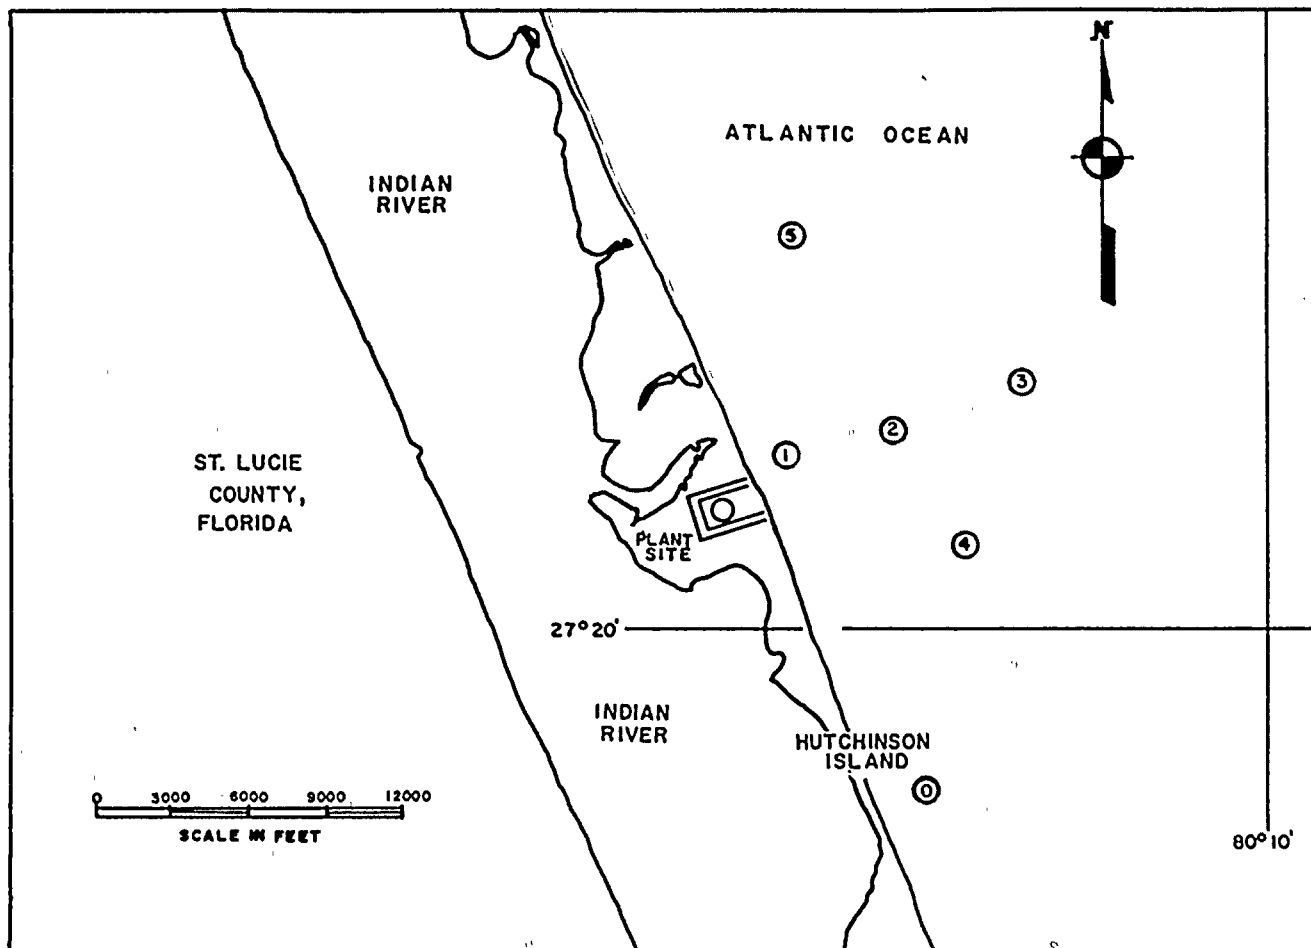 N
ATLANTIC OCEAN
INDIAN
RIVER
5
3
2
1
ST. LUCIE
COUNTY,
FLORIDA
PLANT
SITE
4
27°20'
INDIAN
RIVER
HUTCHINSON
ISLAND
0
0 3000 6000 9000 12000
SCALE IN FEET
80°10'